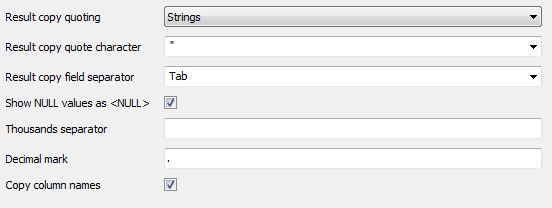 Result copy quoting Strings
Result copy quote character "
Result copy field separator Tab
Show NULL values as <NULL>
Thousands separator
Decimal mark .
Copy column names